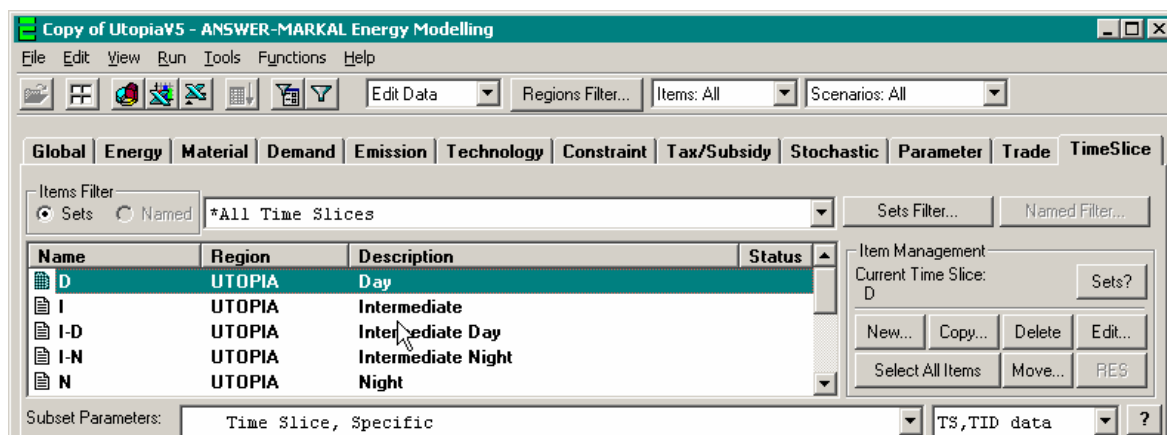 Copy of UtopiaV5 - ANSWER-MARKAL Energy Modelling
File Edit View Run Tools Functions Help
Edit Data Regions Filter... Items: All Scenarios: All
Global Energy Material Demand Emission Technology Constraint Tax/Subsidy Stochastic Parameter Trade TimeSlice
Items Filter
Sets Named *All Time Slices Sets Filter... Named Filter...
Name Region Description Status
Item Management
D UTOPIA Day
Current Time Slice:
D
Sets?
I UTOPIA Intermediate
I-D UTOPIA Intermediate Day
New... Copy... Delete Edit...
I-N UTOPIA Intermediate Night
Select All Items Move... RES
N UTOPIA Night
Subset Parameters: Time Slice, Specific TS,TID data ?